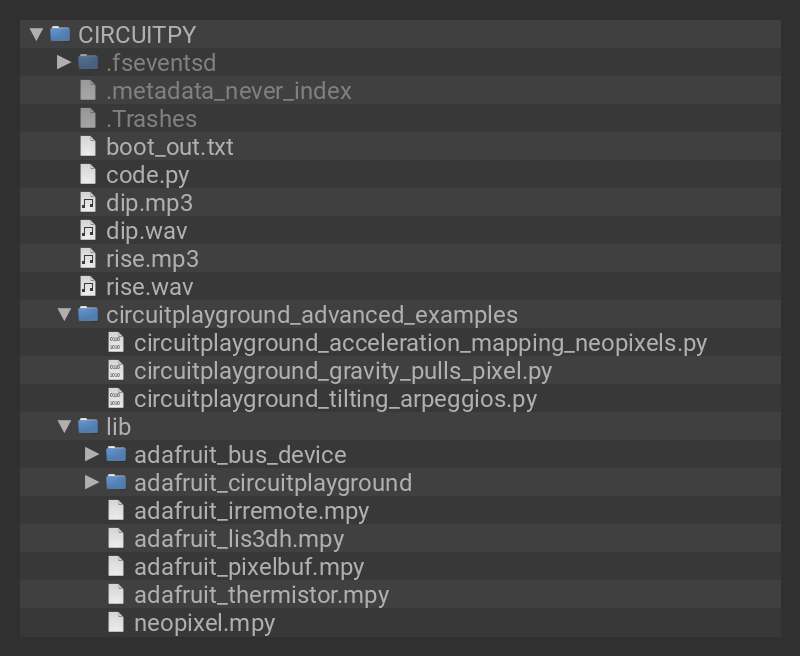 CIRCUITPY
.fseventsd
.metadata_never_index
.Trashes
boot_out.txt
code.py
dip.mp3
dip.wav
rise.mp3
rise.wav
circuitplayground_advanced_examples
circuitplayground_acceleration_mapping_neopixels.py
circuitplayground_gravity_pulls_pixel.py
circuitplayground_tilting_arpeggios.py
lib
adafruit_bus_device
adafruit_circuitplayground
adafruit_irremote.mpy
adafruit_lis3dh.mpy
adafruit_pixelbuf.mpy
adafruit_thermistor.mpy
neopixel.mpy